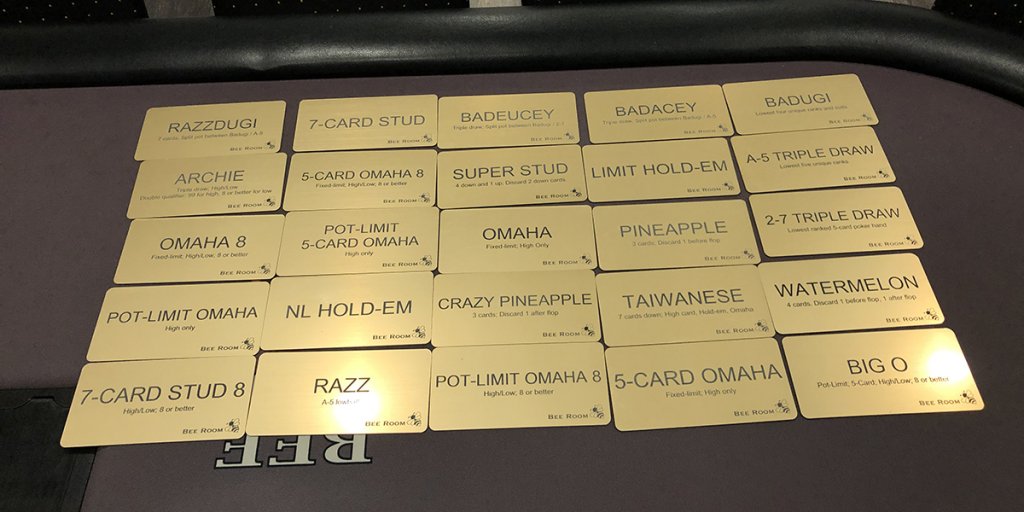 RAZZDUGI
7-cards; Split pot between Badugi / A-5
BEE ROOM
7-CARD STUD
BEE ROOM
BADEUCEY
Triple draw; Split pot between Badugi / 2-7
BEE ROOM
BADACEY
Triple draw; Split pot between Badugi / A-5
BEE ROOM
BADUGI
Lowest four unique ranks and suits
BEE ROOM
ARCHIE
Triple draw; High/Low
Double qualifier: 99 for high, 8 or better for low
BEE ROOM
5-CARD OMAHA 8
Fixed-limit; High/Low; 8 or better
BEE ROOM
SUPER STUD
4 down and 1 up; Discard 2 down cards
BEE ROOM
LIMIT HOLD-EM
BEE ROOM
A-5 TRIPLE DRAW
Lowest five unique ranks
BEE ROOM
OMAHA 8
Fixed-limit; High/Low; 8 or better
BEE ROOM
POT-LIMIT
5-CARD OMAHA
High only
BEE ROOM
OMAHA
Fixed-limit; High Only
BEE ROOM
PINEAPPLE
3 cards: Discard 1 before flop
BEE ROOM
2-7 TRIPLE DRAW
Lowest ranked 5-card poker hand
BEE ROOM
POT-LIMIT OMAHA
High only
BEE ROOM
NL HOLD-EM
BEE ROOM
CRAZY PINEAPPLE
3 cards: Discard 1 after flop
BEE ROOM
TAIWANESE
7 cards down; High card, Hold-em, Omaha
BEE ROOM
WATERMELON
4 cards. Discard 1 before flop, 1 after flop
BEE ROOM
7-CARD STUD 8
High/Low; 8 or better
BEE ROOM
RAZZ
A-5 lowball
BEE ROOM
POT-LIMIT OMAHA 8
High/Low; 8 or better
BEE ROOM
5-CARD OMAHA
Fixed-limit; High only
BEE ROOM
BIG O
Pot-Limit, 5-Card, High/Low; 8 or better
BEE ROOM
BEE